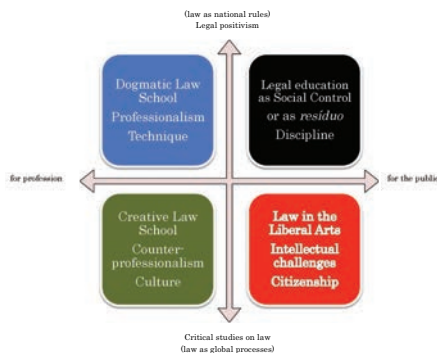 (law as national rules)
Legal positivism
Dogmatic Law
School
Professionalism
Technique
Legal education
as Social Control
or as resíduo
Discipline
for profession
for the public
Creative Law
School
Counter-
professionalism
Culture
Law in the
Liberal Arts
Intellectual
challenges
Citizenship
Critical studies on law
(law as global processes)